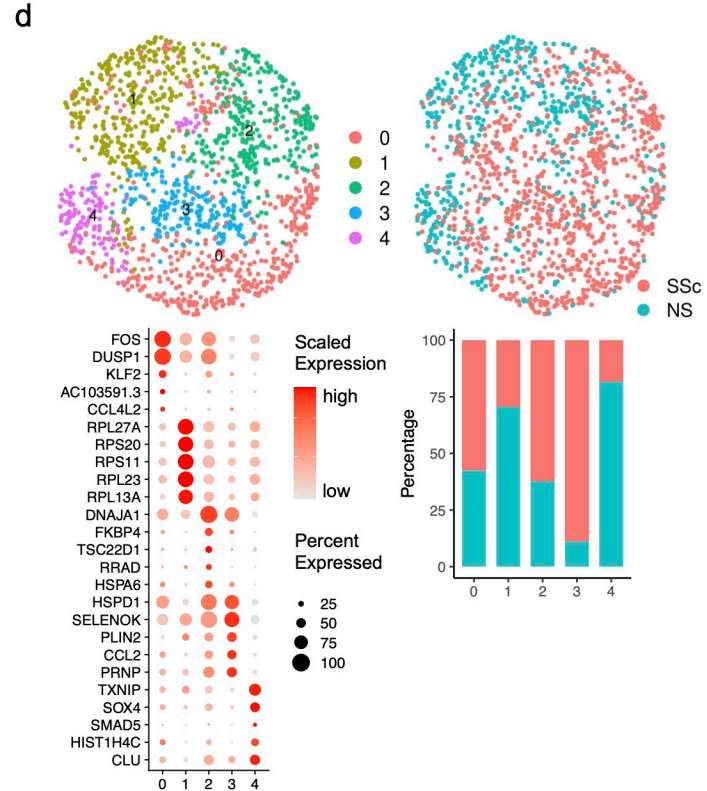 d
1
2
3
4
0
0
1
2
3
4
SSc
NS
FOS
DUSP1
KLF2
AC103591.3
CCL4L2
RPL27A
RPS20
RPS11
RPL23
RPL13A
DNAJA1
FKBP4
TSC22D1
RRAD
HSPA6
HSPD1
SELENOK
PLIN2
CCL2
PRNP
TXNIP
SOX4
SMAD5
HIST1H4C
CLU
0 1 2 3 4
Scaled
Expression
high
low
Percent
Expressed
25
50
75
100
Percentage
100
75
50
25
0
0 1 2 3 4